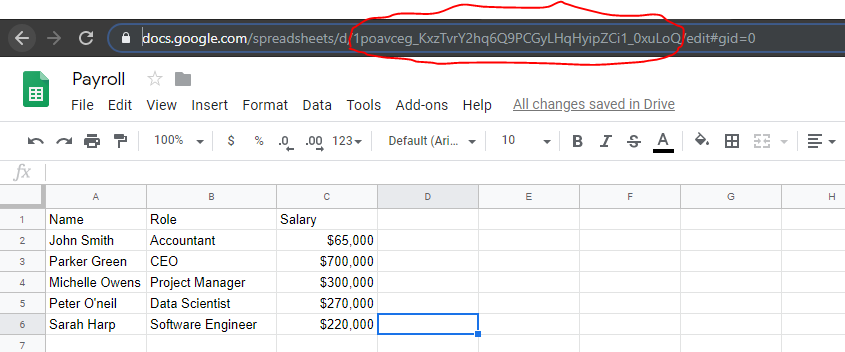 docs.google.com/spreadsheets/d/1poavceg_KxzTvrY2hq6Q9PCGyLHqHyipZCi1_0xuLoQ/edit#gid=0
Payroll
File Edit View Insert Format Data Tools Add-ons Help All changes saved in Drive
100% $ % .0 .00 123 Default (Ari... 10 B I S A
fx
A B C D E F G H
1 Name Role Salary
2 John Smith Accountant $65,000
3 Parker Green CEO $700,000
4 Michelle Owens Project Manager $300,000
5 Peter O'neil Data Scientist $270,000
6 Sarah Harp Software Engineer $220,000
7